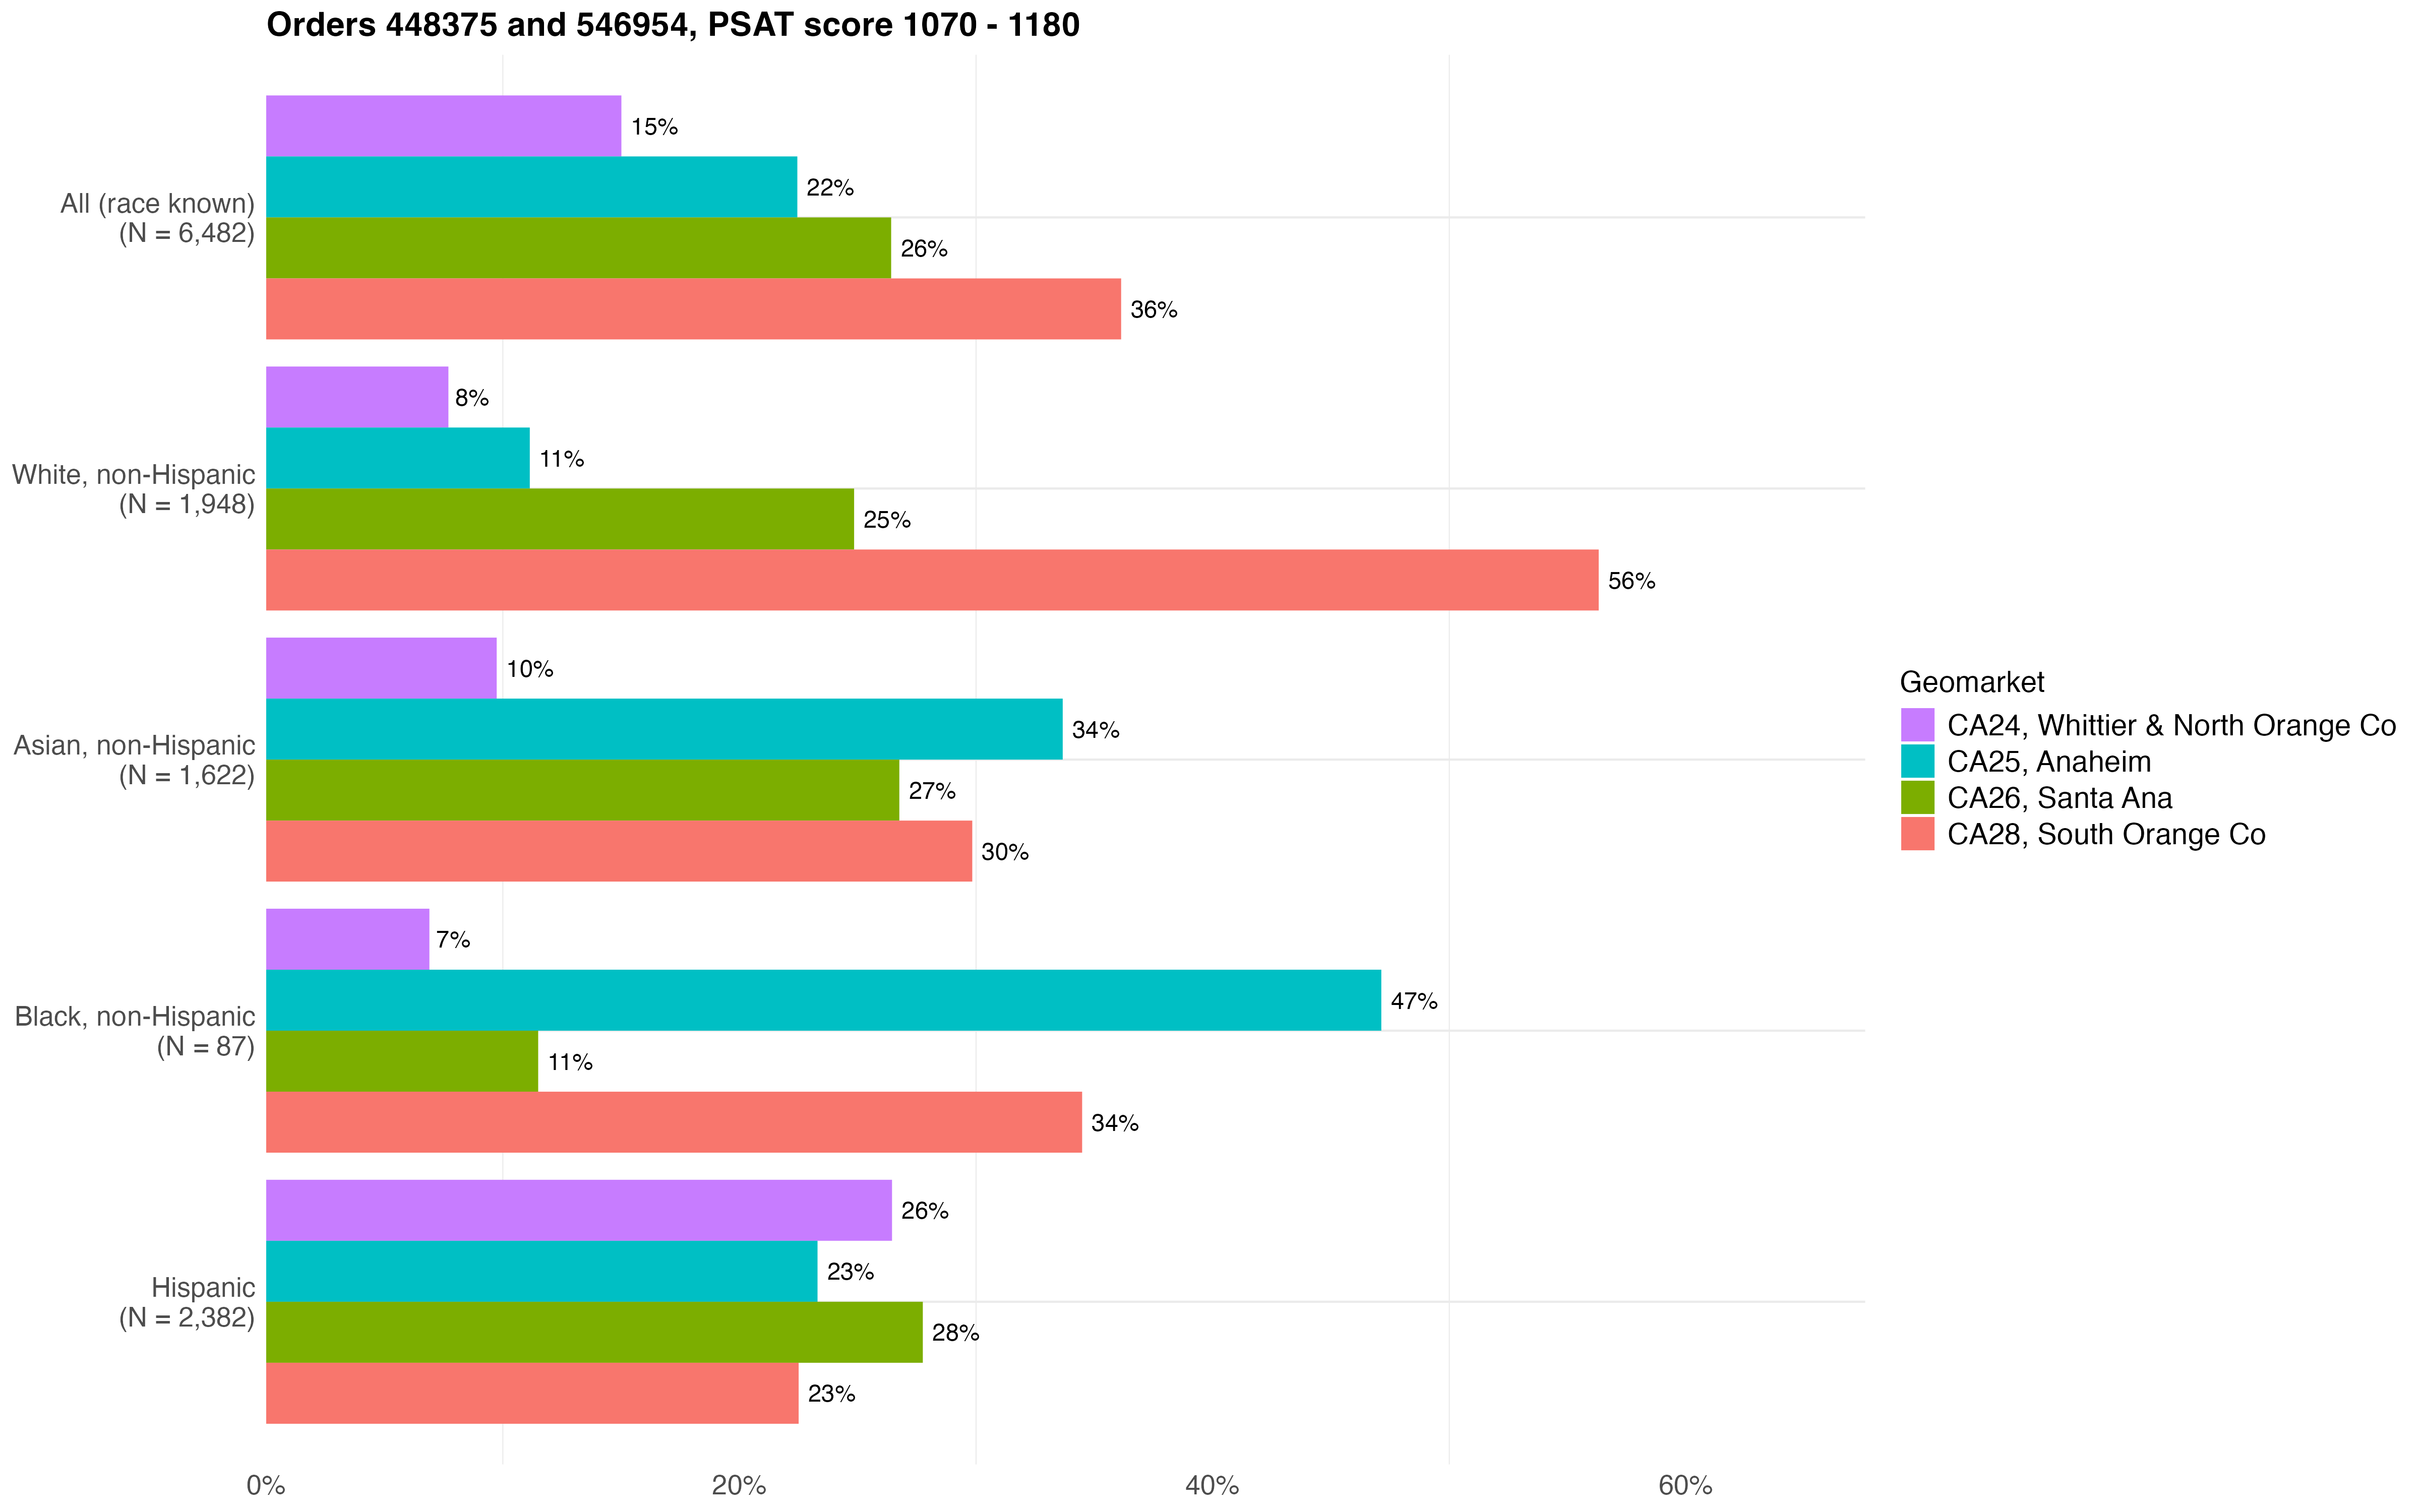 Orders 448375 and 546954, PSAT score 1070 - 1180
All (race known)
(N = 6,482)
15%
22%
26%
36%
White, non-Hispanic
(N = 1,948)
8%
11%
25%
56%
Asian, non-Hispanic
(N = 1,622)
10%
34%
27%
30%
Black, non-Hispanic
(N = 87)
7%
47%
11%
34%
Hispanic
(N = 2,382)
26%
23%
28%
23%
0%
20%
40%
60%
Geomarket
CA24, Whittier & North Orange Co
CA25, Anaheim
CA26, Santa Ana
CA28, South Orange Co